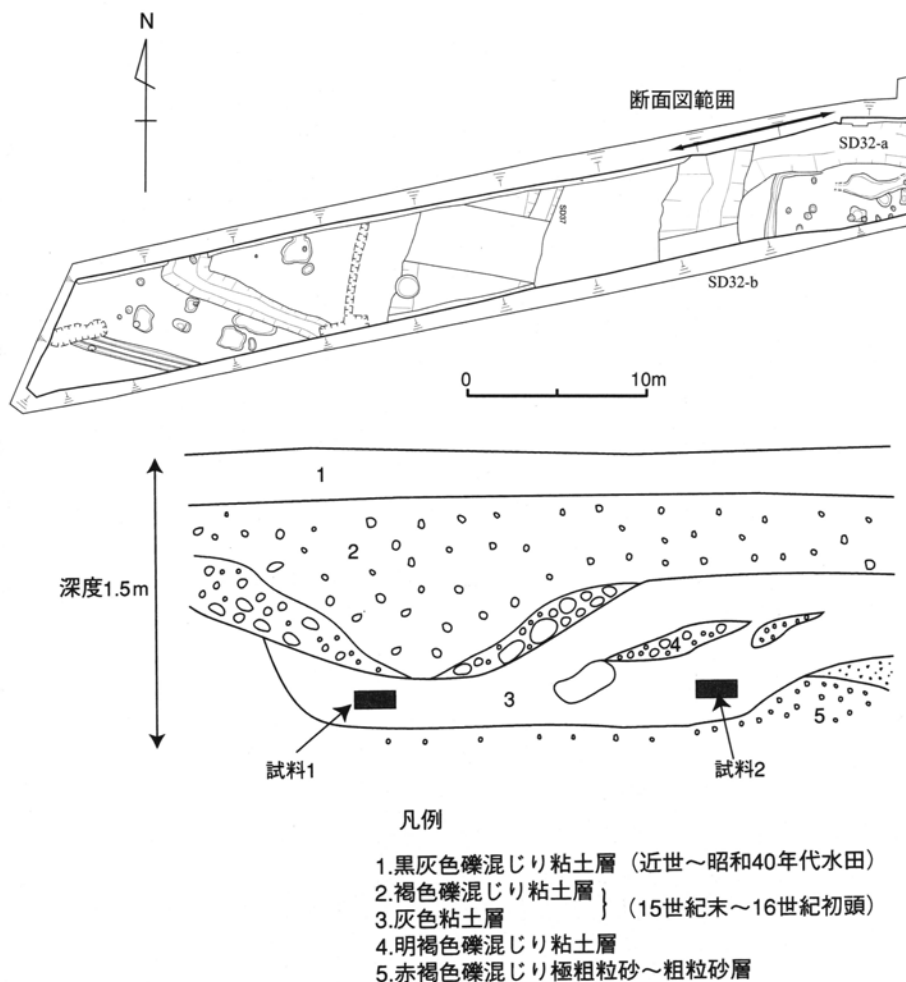 N
断面図範囲
SD32-a
SD37
SD32-b
0 10m
1
2
深度1.5m
4
3
5
試料1
試料2
凡例
1.黒灰色礫混じり粘土層（近世～昭和40年代水田）
2.褐色礫混じり粘土層
3.灰色粘土層
（15世紀末～16世紀初頭）
4.明褐色礫混じり粘土層
5.赤褐色礫混じり極粗粒砂～粗粒砂層